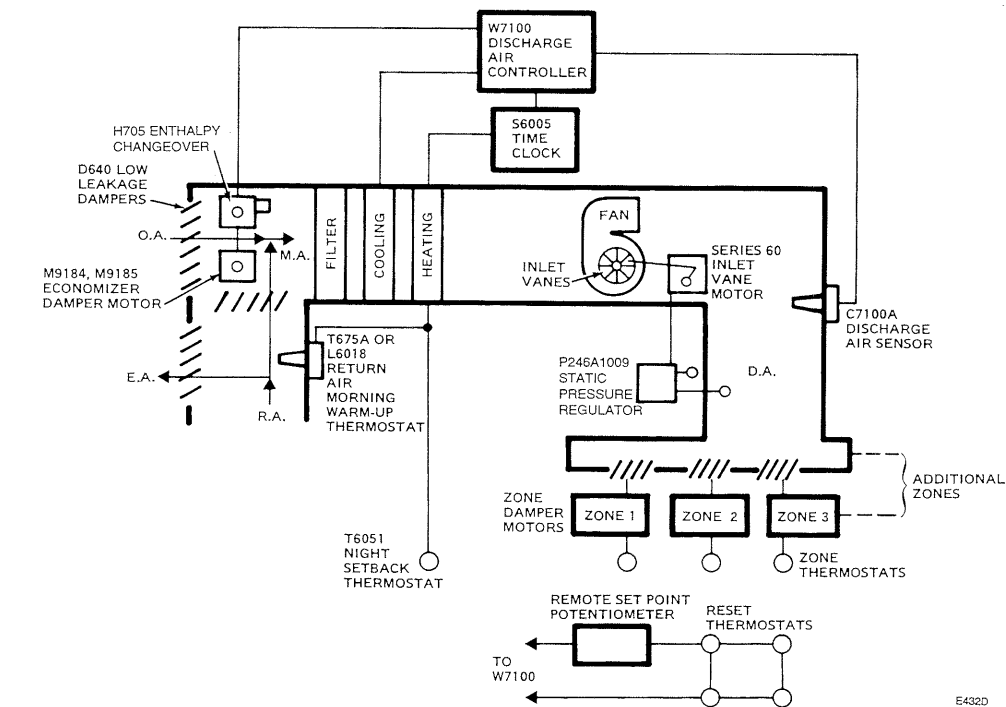 W7100
DISCHARGE
AIR
CONTROLLER
S6005
TIME
CLOCK
H705 ENTHALPY
CHANGEOVER
D640 LOW
LEAKAGE
DAMPERS
O.A.
M.A.
M9184, M9185
ECONOMIZER
DAMPER MOTOR
FILTER
COOLING
HEATING
FAN
INLET
VANES
SERIES 60
INLET
VANE
MOTOR
C7100A
DISCHARGE
AIR SENSOR
E.A.
R.A.
T675A OR
L6018
RETURN
AIR
MORNING
WARM-UP
THERMOSTAT
P246A1009
STATIC
PRESSURE
REGULATOR
D.A.
ADDITIONAL
ZONES
ZONE
DAMPER
MOTORS
ZONE 1
ZONE 2
ZONE 3
T6051
NIGHT
SETBACK
THERMOSTAT
ZONE
THERMOSTATS
REMOTE SET POINT
POTENTIOMETER
RESET
THERMOSTATS
TO
W7100
E432D